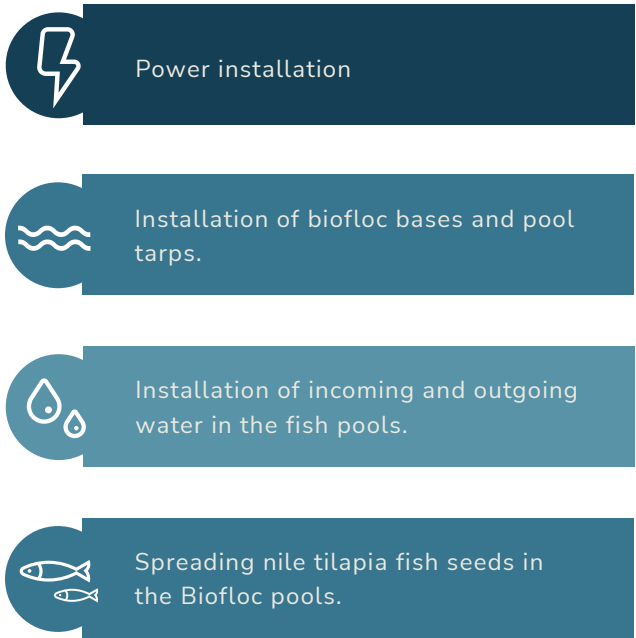 Power installation
Installation of biofloc bases and pool
tarps.
Installation of incoming and outgoing
water in the fish pools.
Spreading nile tilapia fish seeds in
the Biofloc pools.